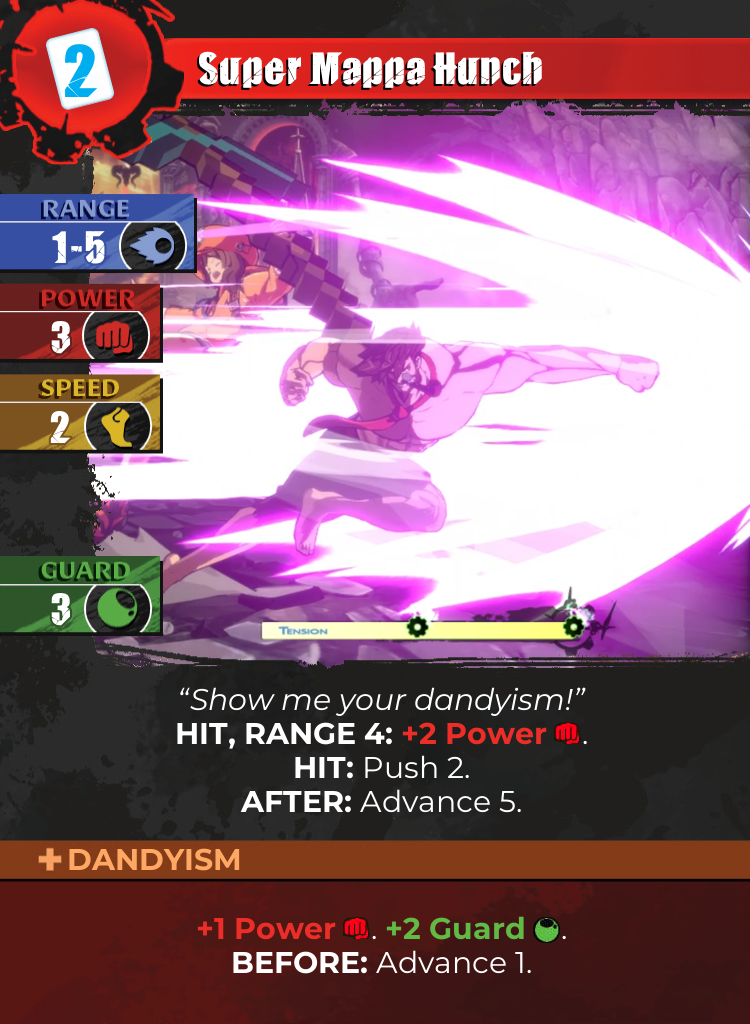 2
Super Mappa Hunch
RANGE
1-5
POWER
3
SPEED
2
GUARD
3
TENSION
“Show me your dandyism!”
HIT, RANGE 4: +2 Power.
HIT: Push 2.
AFTER: Advance 5.
+ DANDYISM
+1 Power. +2 Guard.
BEFORE: Advance 1.